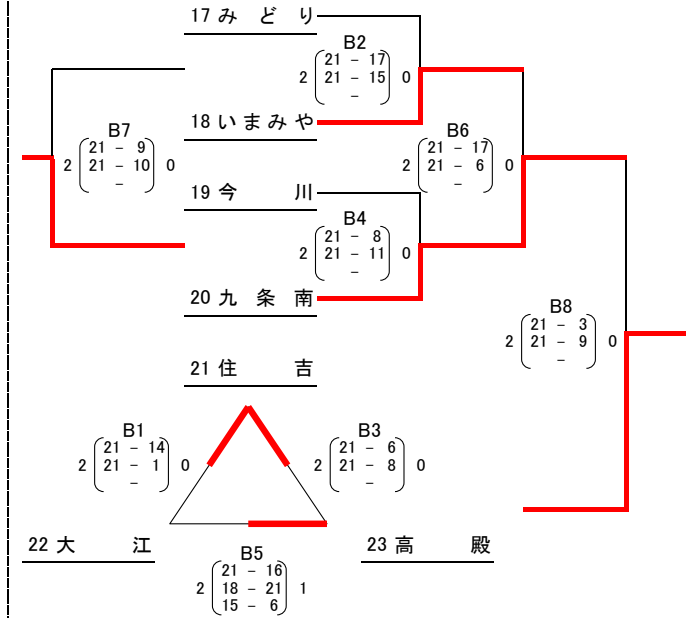 17 み ど り
B2
21 - 17
2 21 - 15 0
-
18 い ま み や
B7
21 - 9
2 21 - 10 0
-
B6
21 - 17
2 21 - 6 0
-
19 今 川
B4
21 - 8
2 21 - 11 0
-
20 九 条 南
B8
21 - 3
2 21 - 9 0
-
21 住 吉
B1
21 - 14
2 21 - 1 0
-
B3
21 - 6
2 21 - 8 0
-
22 大 江
23 高 殿
B5
21 - 16
2 18 - 21 1
15 - 6